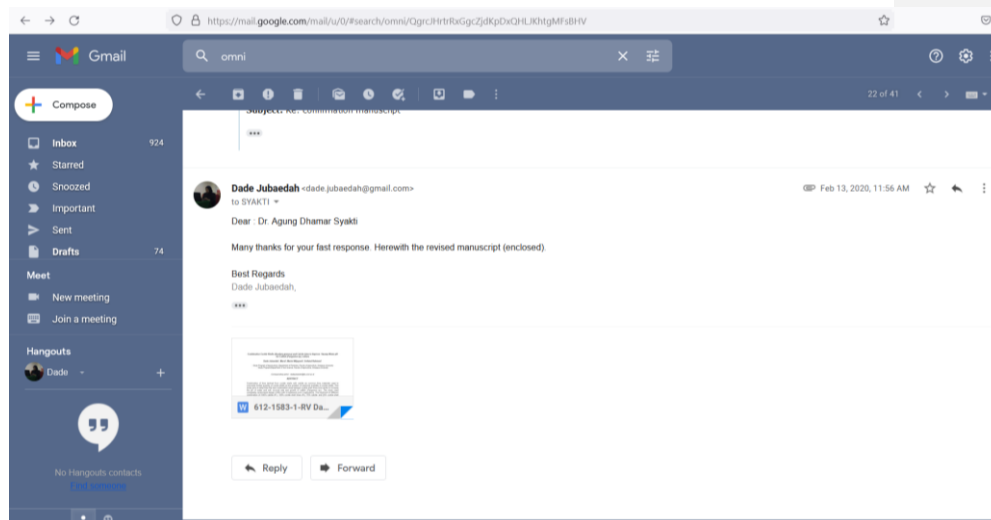 https://mail.google.com/mail/u/0/#search/omni/QgrcJHrtrRxGgcZjdKpDxQHLJKhtgMFsBHV
Gmail
omni
Compose
22 of 41
Subject: Re: confirmation manuscript
Inbox 924
Starred
Snoozed
Important
Sent
Drafts 74
Meet
New meeting
Join a meeting
Hangouts
Dade
No Hangouts contacts
Find someone
Dade Jubaedah <dade.jubaedah@gmail.com>
Feb 13, 2020, 11:56 AM
to SYAKTI
Dear : Dr. Agung Dhamar Syakti
Many thanks for your fast response. Herewith the revised manuscript (enclosed).
Best Regards
Dade Jubaedah,
W 612-1583-1-RV Da...
Reply
Forward